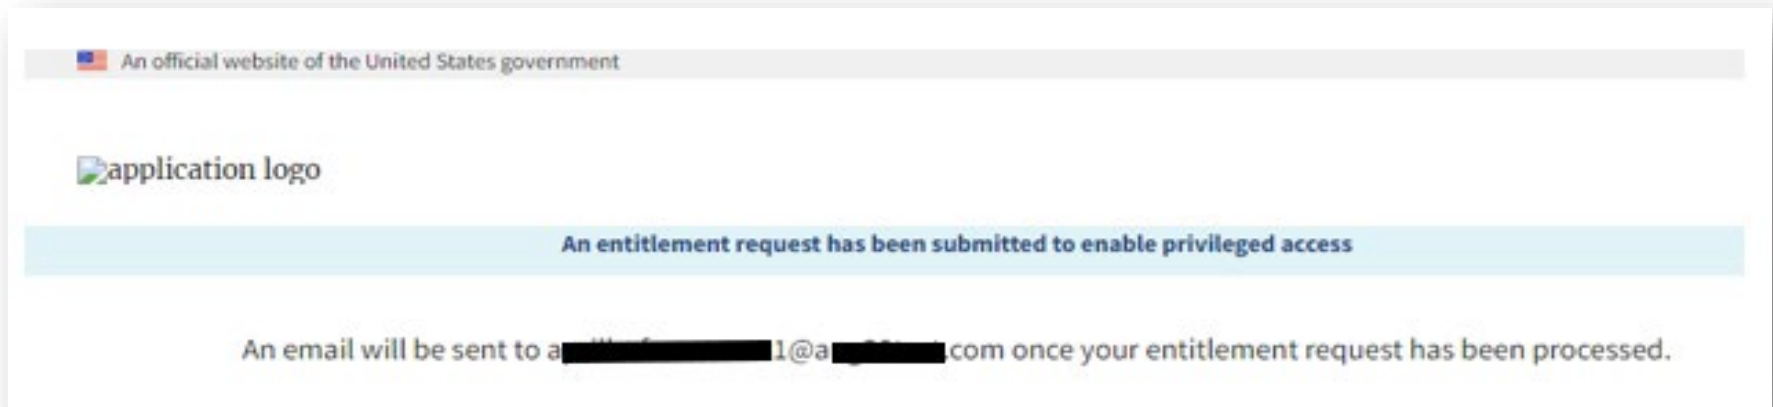 An official website of the United States government
application logo
An entitlement request has been submitted to enable privileged access
An email will be sent to a 1@a .com once your entitlement request has been processed.